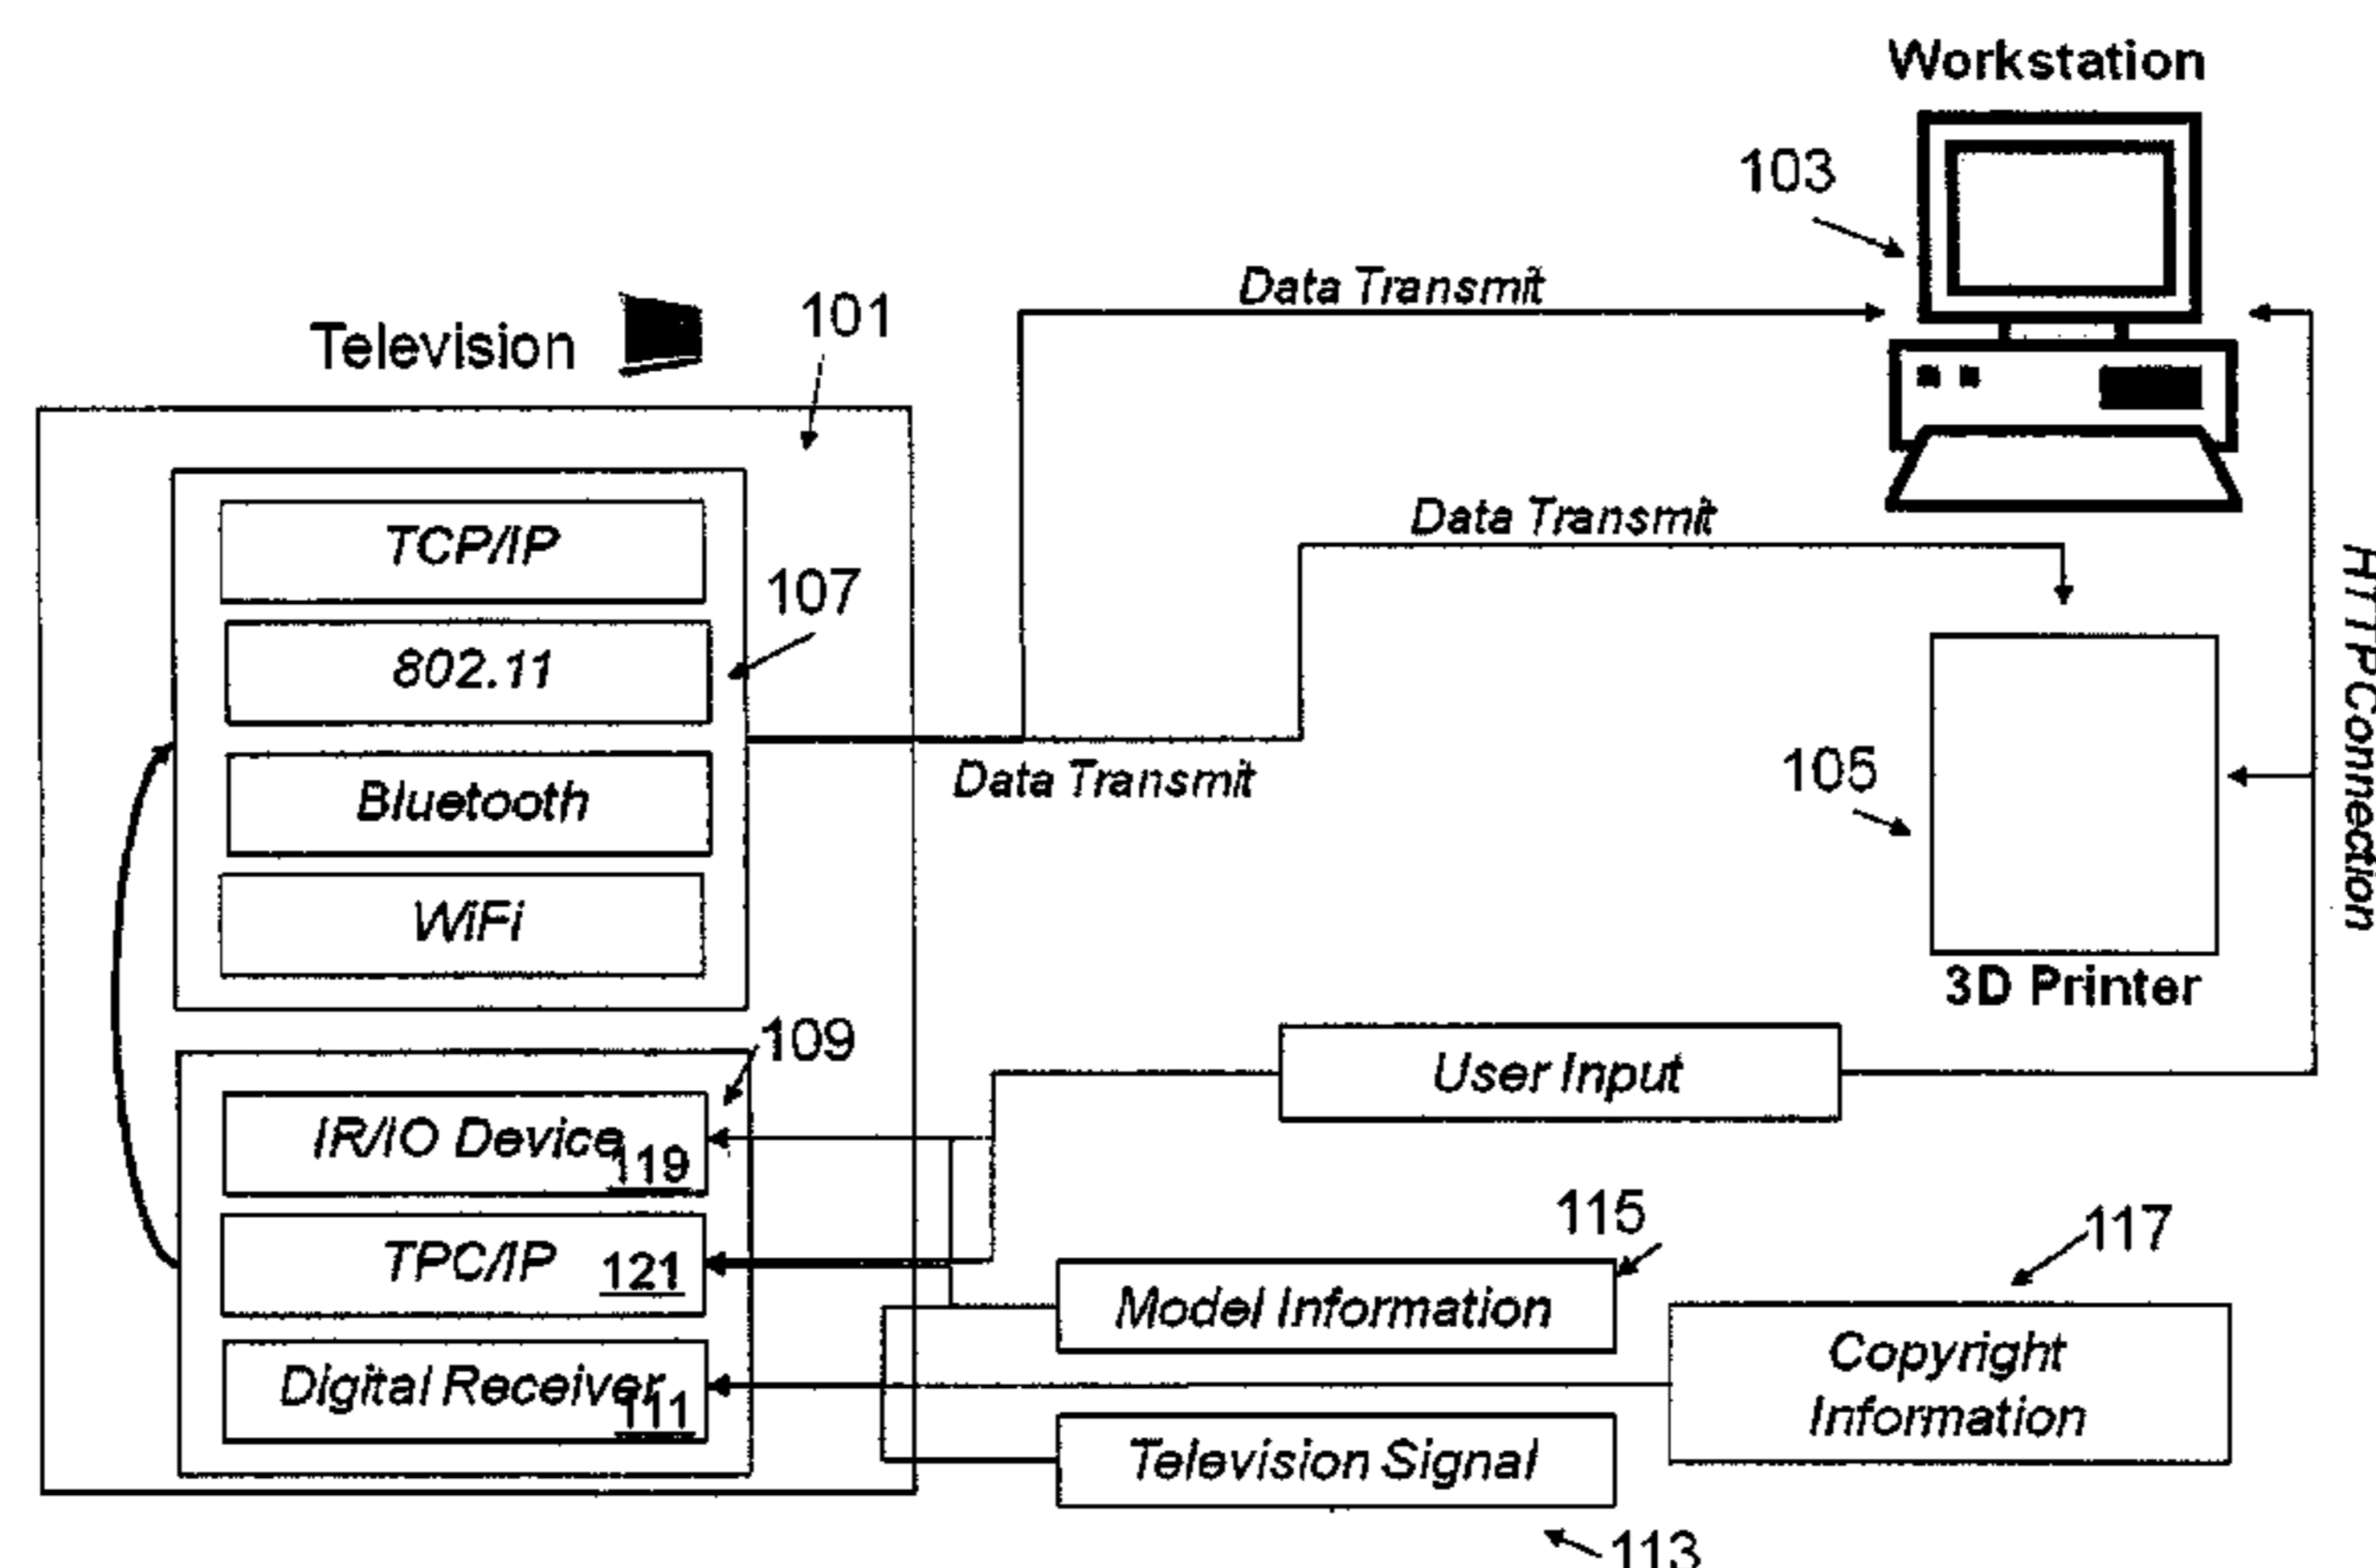 Workstation
103
Data Transmit
Television
101
TCP/IP
Data Transmit
107
802.11
HTTP Connection
Bluetooth
Data Transmit
105
WiFi
3D Printer
109
User Input
IR/IO Device
119
115
117
TPC/IP
121
Model Information
Copyright
Information
Digital Receiver
111
Television Signal
113